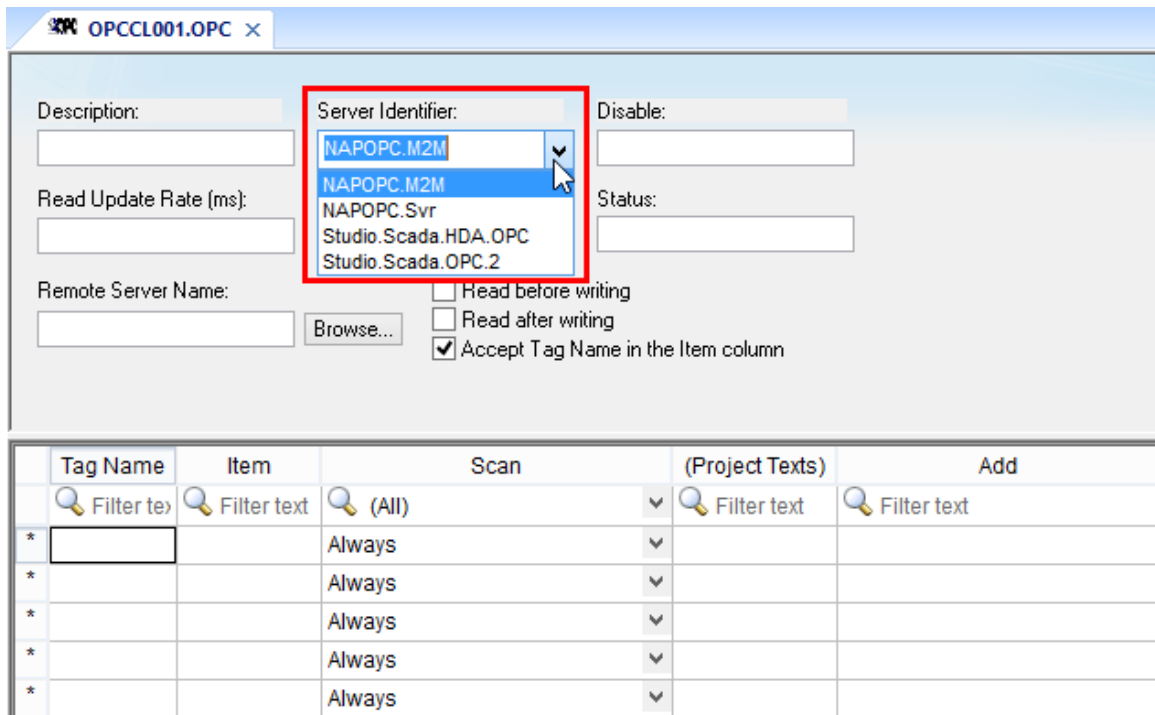 OPCCL001.OPC
Description:
Server Identifier:
Disable:
NAPOPC.M2M
NAPOPC.M2M
NAPOPC.Svr
Studio.Scada.HDA.OPC
Studio.Scada.OPC.2
Read Update Rate (ms):
Status:
Remote Server Name:
Browse...
Read before writing
Read after writing
Accept Tag Name in the Item column
Tag Name Item Scan (Project Texts) Add
Filter tex Filter text (All) Filter text Filter text
* Always
* Always
* Always
* Always
* Always